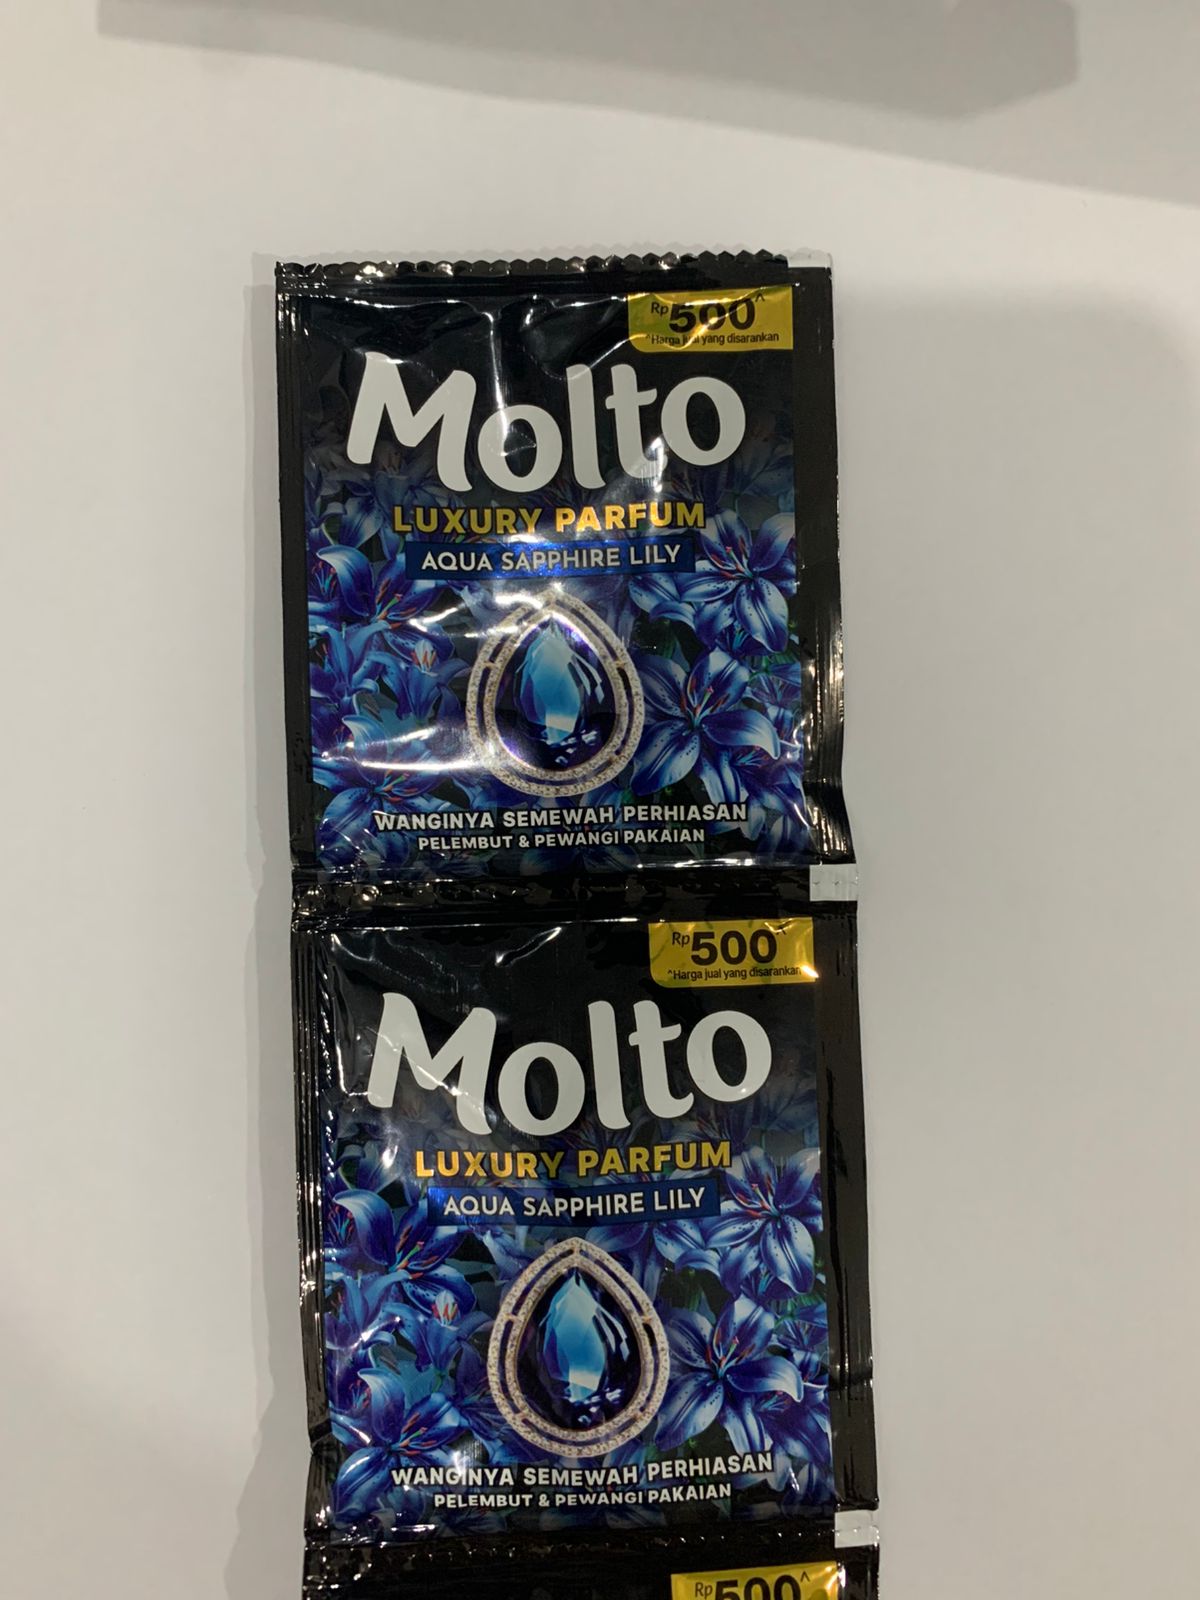 Rp500^
^Harga jual yang disarankan
Molto
LUXURY PARFUM
AQUA SAPPHIRE LILY
WANGINYA SEMEWAH PERHIASAN
PELEMBUT & PEWANGI PAKAIAN
Rp500^
^Harga jual yang disarankan
Molto
LUXURY PARFUM
AQUA SAPPHIRE LILY
WANGINYA SEMEWAH PERHIASAN
PELEMBUT & PEWANGI PAKAIAN
Rp500^